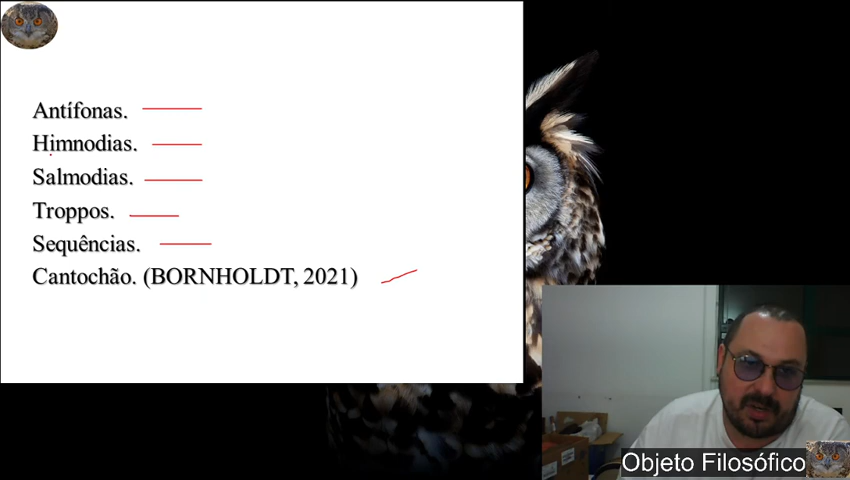 Antífonas.
Himnodias.
Salmodias.
Troppos.
Sequências.
Cantochão. (BORNHOLDT, 2021)
Objeto Filosófico